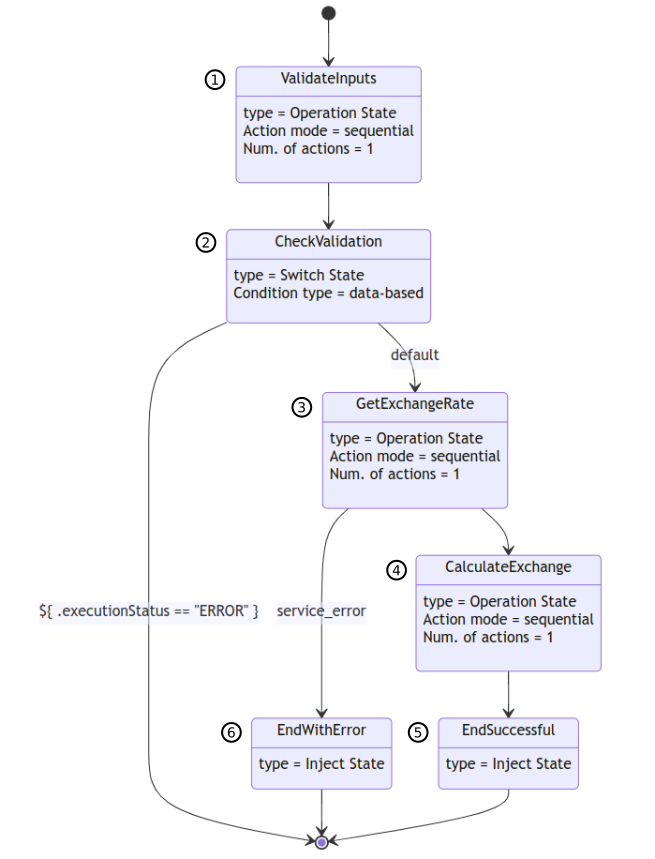 1
ValidateInputs
type = Operation State
Action mode = sequential
Num. of actions = 1
2
CheckValidation
type = Switch State
Condition type = data-based
default
3
GetExchangeRate
type = Operation State
Action mode = sequential
Num. of actions = 1
4
CalculateExchange
type = Operation State
Action mode = sequential
Num. of actions = 1
${ .executionStatus == "ERROR" }
service_error
6
EndWithError
type = Inject State
5
EndSuccessful
type = Inject State